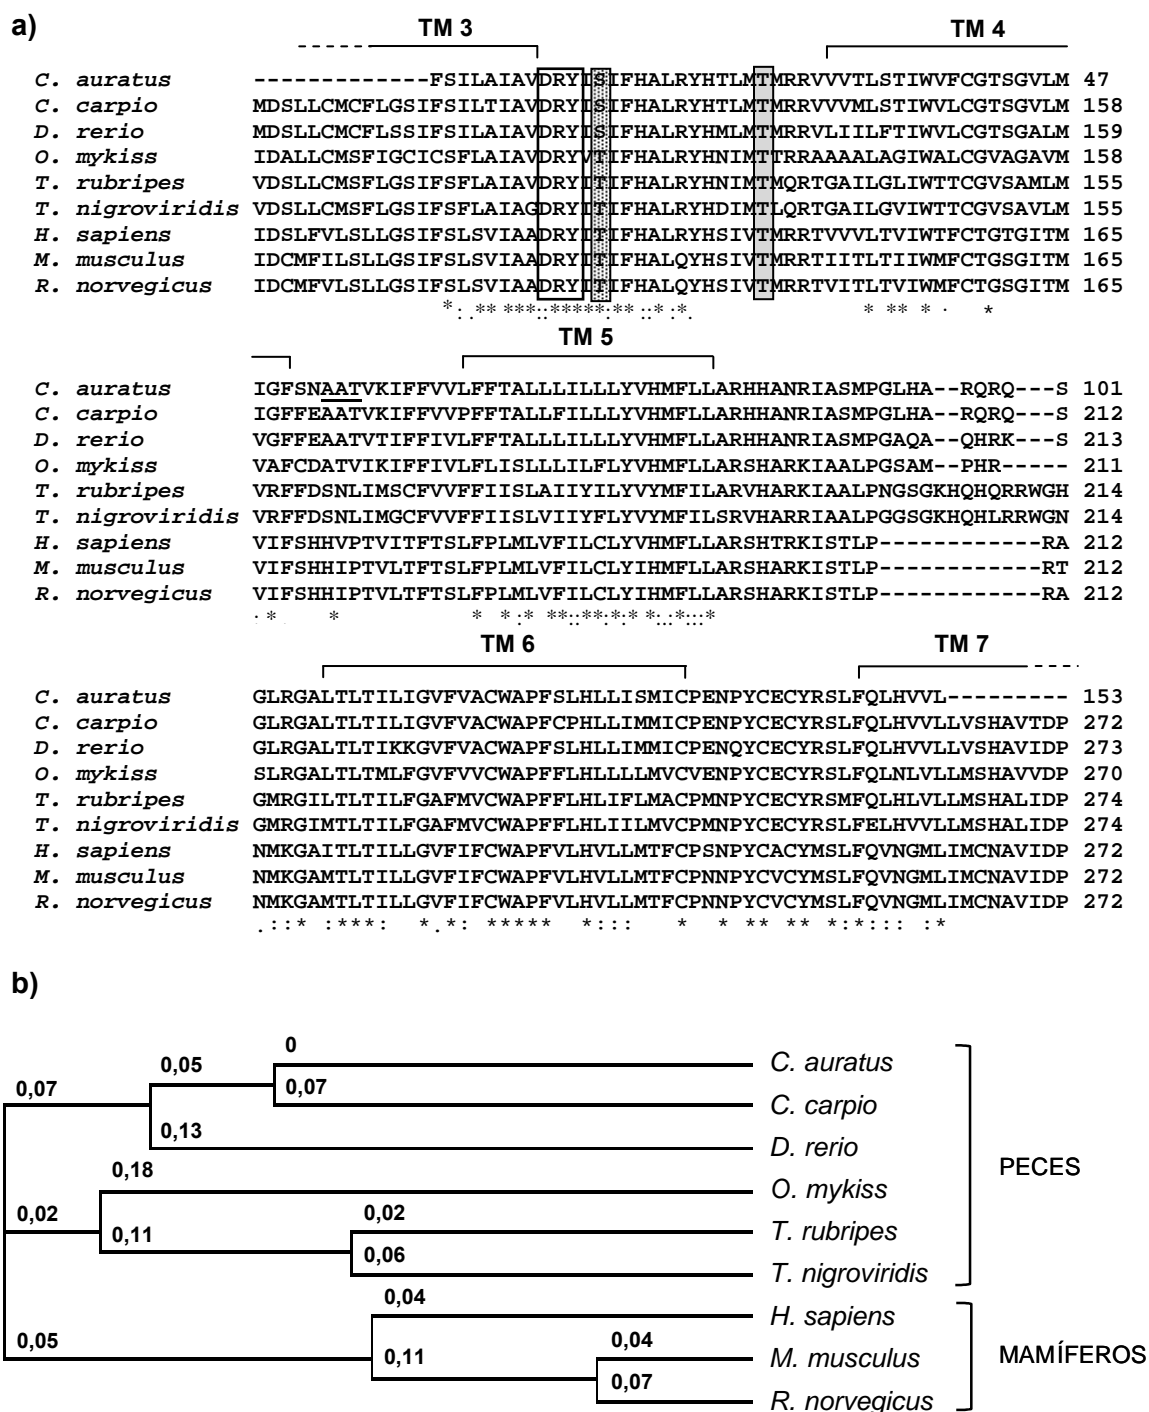 a)
TM 3 TM 4
C. auratus -------------FSILAIAVDRYISIFHALRYHTLMTMRRVVVTLSTIWVFCGTSGVLM 47
C. carpio MDSLLCMCFLGSIFSILTIAVDRYISIFHALRYHTLMTMRRVVVMLSTIWVFCGTSGVLM 158
D. rerio MDSLLCMCFLSSIFSILAIAVDRYISIFHALRYHMLMTMRRVLIILFTIWVLCGTSGALM 159
O. mykiss IDALLCMSFIGCICSFLAIAVDRYVTIFHALRYHNIMTTRRAAAALAGIWALCGVAGAVM 158
T. rubripes VDSLLCMSFLGSIFSFLAIAVDRYITIFHALRYHNIMTMQRTGAILGLIWTTCGVSAMLM 155
T. nigroviridis VDSLLCMSFLGSIFSFLAIAGDRYITIFHALRYHDIMTLQRTGAILGVIWTTCGVSAVLM 155
H. sapiens IDSLFVLSLLGSIFSLSVIAADRYITIFHALRYHSIVTMRRTVVVLTVIWTFCTGTGITM 165
M. musculus IDCMFILSLLGSIFSLSVIAADRYITIFHALQYHSIVTMRRTIITLTIIWMFCTGSGITM 165
R. norvegicus IDCMFVLSLLGSIFSLSVIAADRYITIFHALQYHSIVTMRRTVITLTVIWMFCTGSGITM 165
*:.** ***::******:** ::*. * ** * . *
TM 5
C. auratus IGFSNAATVKIFFVVLFFTALLLILLLYVHMFLLARHHANRIASMPGLHA--RQRQ---S 101
C. carpio IGFFEAATVKIFFVVPFFTALLFILLLYVHMFLLARHHANRIASMPGLHA--RQRQ---S 212
D. rerio VGFFEAATVTIFFIVLFFTALLLILLLYVHMFLLARHHANRIASMPGAQA--QHRK---S 213
O. mykiss VAFCDATVIKIFFIVLFLISLLLILFLYVHMFLLARSHARKIAALPGSAM--PHR----- 211
T. rubripes VRFFDSNLIMSCFVVFFIISLAIIYILYVYMFILARVHARKIAALPNGSGKHQHQRRWGH 214
T. nigroviridis VRFFDSNLIMGCFVVFFIISLVIIYFLYVYMFILSRVHARRIAALPGGSGKHQHLRRWGN 214
H. sapiens VIFSHHVPTVITFTSLFPLMLVFILCLYVHMFLLARSHTRKISTLP------------RA 212
M. musculus VIFSHHIPTVLTFTSLFPLMLVFILCLYIHMFLLARSHARKISTLP------------RT 212
R. norvegicus VIFSHHIPTVLTFTSLFPLMLVFILCLYIHMFLLARSHARKISTLP------------RA 212
: * . * * *:* **::**:*:* *::*:::*
TM 6 TM 7
C. auratus GLRGALTLTILIGVFVACWAPFSLHLLISMICPENPYCECYRSLFQLHVVL--------- 153
C. carpio GLRGALTLTILIGVFVACWAPFCPHLLIMMICPENPYCECYRSLFQLHVVLLVSHAVTDP 272
D. rerio GLRGALTLTIKKGVFVACWAPFSLHLLIMMICPENQYCECYRSLFQLHVVLLVSHAVIDP 273
O. mykiss SLRGALTLTMLFGVFVVCWAPFFLHLLLLMVCVENPYCECYRSLFQLNLVLLMSHAVVDP 270
T. rubripes GMRGILTLTILFGAFMVCWAPFFLHLIFLMACPMNPYCECYRSMFQLHLVLLMSHALIDP 274
T. nigroviridis GMRGIMTLTILFGAFMVCWAPFFLHLIILMVCPMNPYCECYRSLFELHVVLLMSHALIDP 274
H. sapiens NMKGAITLTILLGVFIFCWAPFVLHVLLMTFCPSNPYCACYMSLFQVNGMLIMCNAVIDP 272
M. musculus NMKGAMTLTILLGVFIFCWAPFVLHVLLMTFCPNNPYCVCYMSLFQVNGMLIMCNAVIDP 272
R. norvegicus NMKGAMTLTILLGVFIFCWAPFVLHVLLMTFCPNNPYCVCYMSLFQVNGMLIMCNAVIDP 272
.::* :***: *.*: ***** *::: * * ** ** *:*::: :*
b)
0
0,05
0,07
0,07
0,13
0,18
0,02
0,02
0,11
0,06
0,04
0,05
0,04
0,11
0,07
C. auratus
C. carpio
D. rerio
O. mykiss
T. rubripes
T. nigroviridis
PECES
H. sapiens
M. musculus
R. norvegicus
MAMÍFEROS